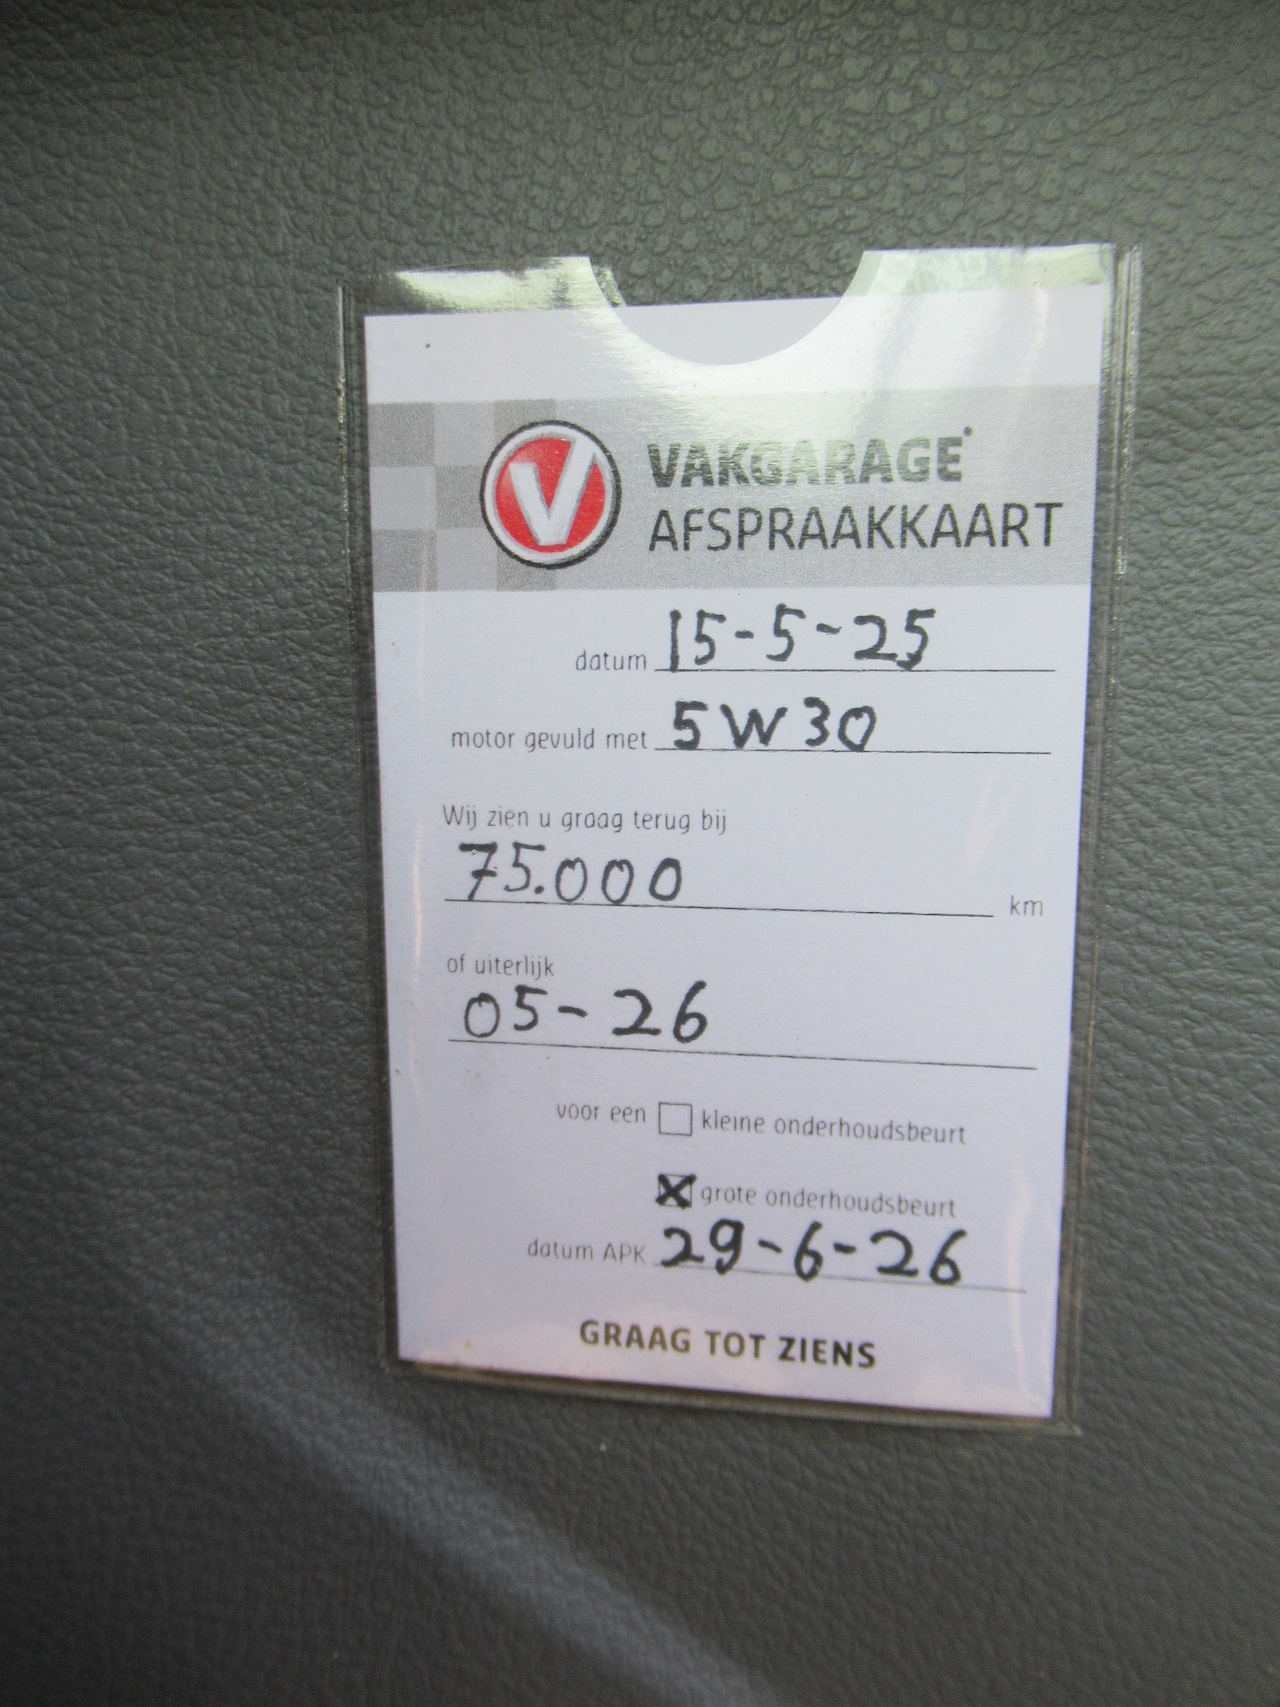 V VAKGARAGE
AFSPRAAKKAART
datum 15-5-25
motor gevuld met 5W30
Wij zien u graag terug bij
75.000 km
of uiterlijk
05-26
voor een kleine onderhoudsbeurt
X grote onderhoudsbeurt
datum APK 29-6-26
GRAAG TOT ZIENS